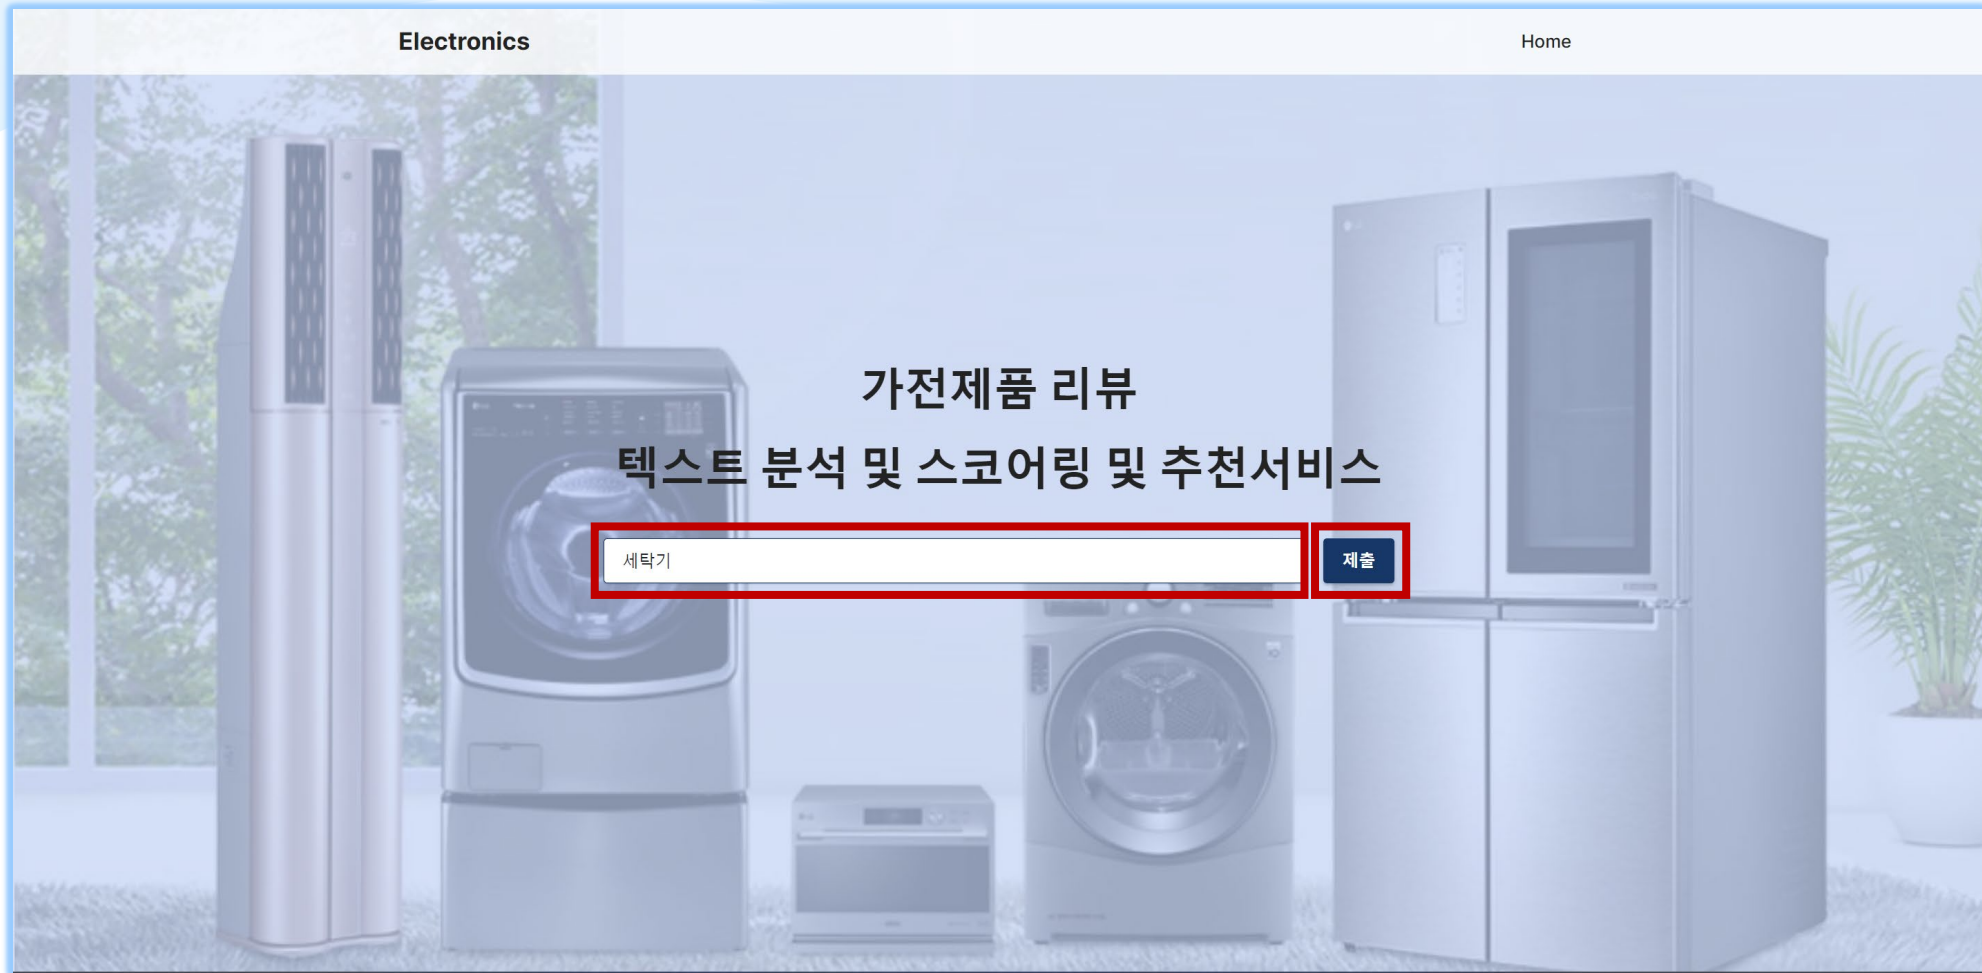 Electronics
Home
가전제품 리뷰
텍스트 분석 및 스코어링 및 추천서비스
세탁기
제출